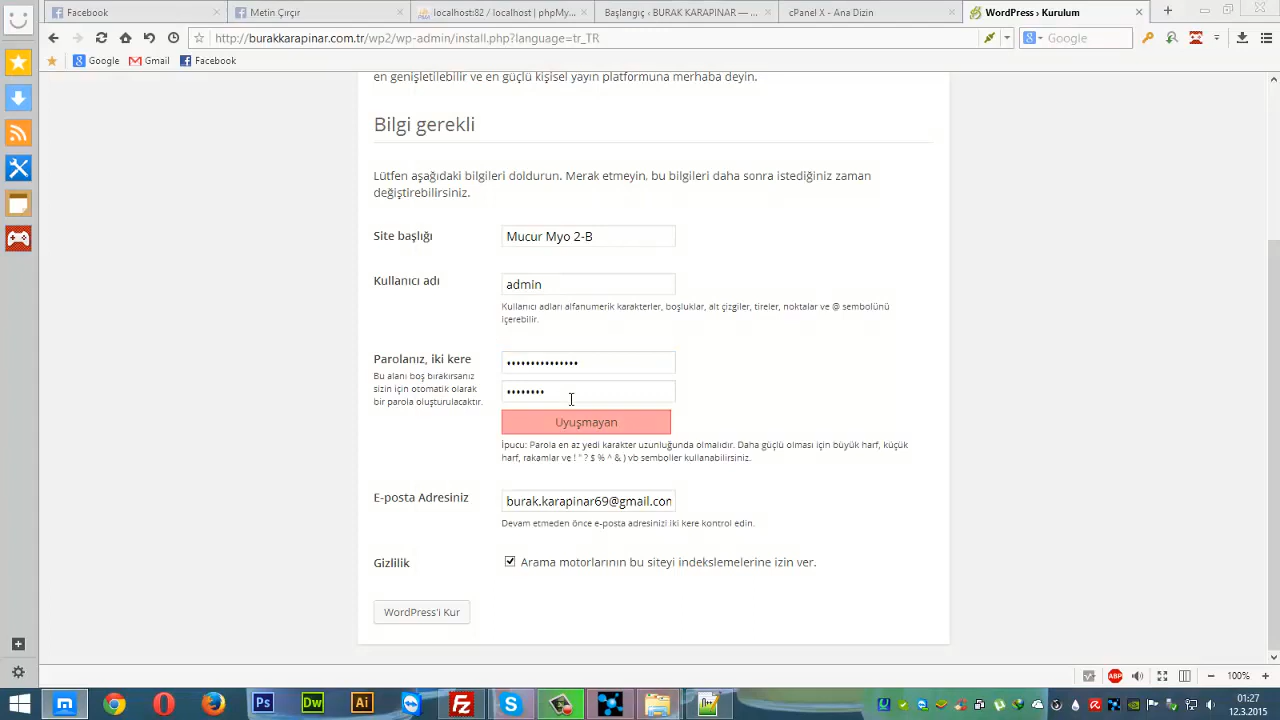 Facebook
Metin Çirçir
localhost:82 / localhost | phpMy...
Başlangıç ‹ BURAK KARAPINAR — ...
cPanel X - Ana Dizin
WordPress › Kurulum
http://burakkarapinar.com.tr/wp2/wp-admin/install.php?language=tr_TR
Google
Google
Gmail
Facebook
en genişletilebilir ve en güçlü kişisel yayin platformuna merhaba deyin.
Bilgi gerekli
Lütfen aşağıdaki bilgileri doldurun. Merak etmeyin, bu bilgileri daha sonra istediğiniz zaman
değiştirebilirsiniz.
Site başlığı
Mucur Myo 2-B
Kullanıcı adı
admin
Kullanıcı adları alfanumerik karakterler, boşluklar, alt çizgiler, tireler, noktalar ve @ sembolünü
içerebilir.
Parolanız, iki kere
Bu alanı boş bırakırsanız
sizin için otomatik olarak
bir parola oluşturulacaktır.
Uyuşmayan
İpucu: Parola en az yedi karakter uzunluğunda olmalıdır. Daha güçlü olması için büyük harf, küçük
harf, rakamlar ve ! " ? $ % ^ & ) vb semboller kullanabilirsiniz.
E-posta Adresiniz
burak.karapinar69@gmail.con
Devam etmeden önce e-posta adresinizi iki kere kontrol edin.
Gizlilik
Arama motorlarının bu siteyi indekslemelerine izin ver.
WordPress'i Kur
ABP
100%
Ps
Dw
Ai
Fz
S
01:27
12.3.2015